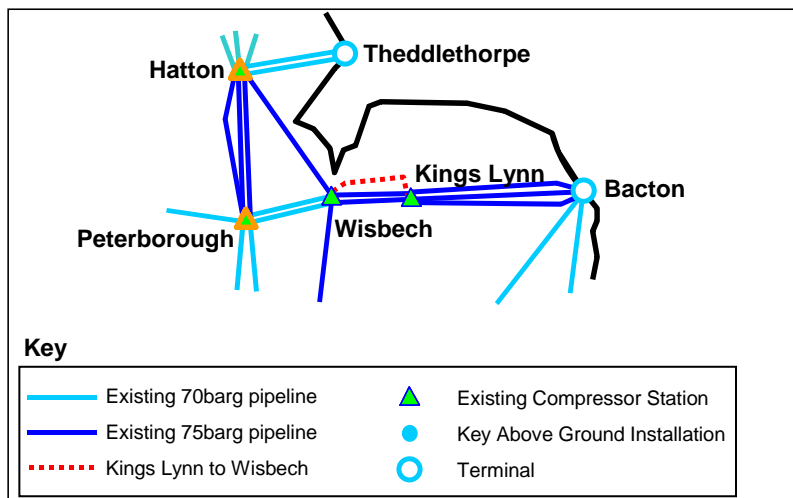 Theddlethorpe
Hatton
Kings Lynn
Bacton
Wisbech
Peterborough
Key
Existing 70barg pipeline
Existing Compressor Station
Existing 75barg pipeline
Key Above Ground Installation
Kings Lynn to Wisbech
Terminal